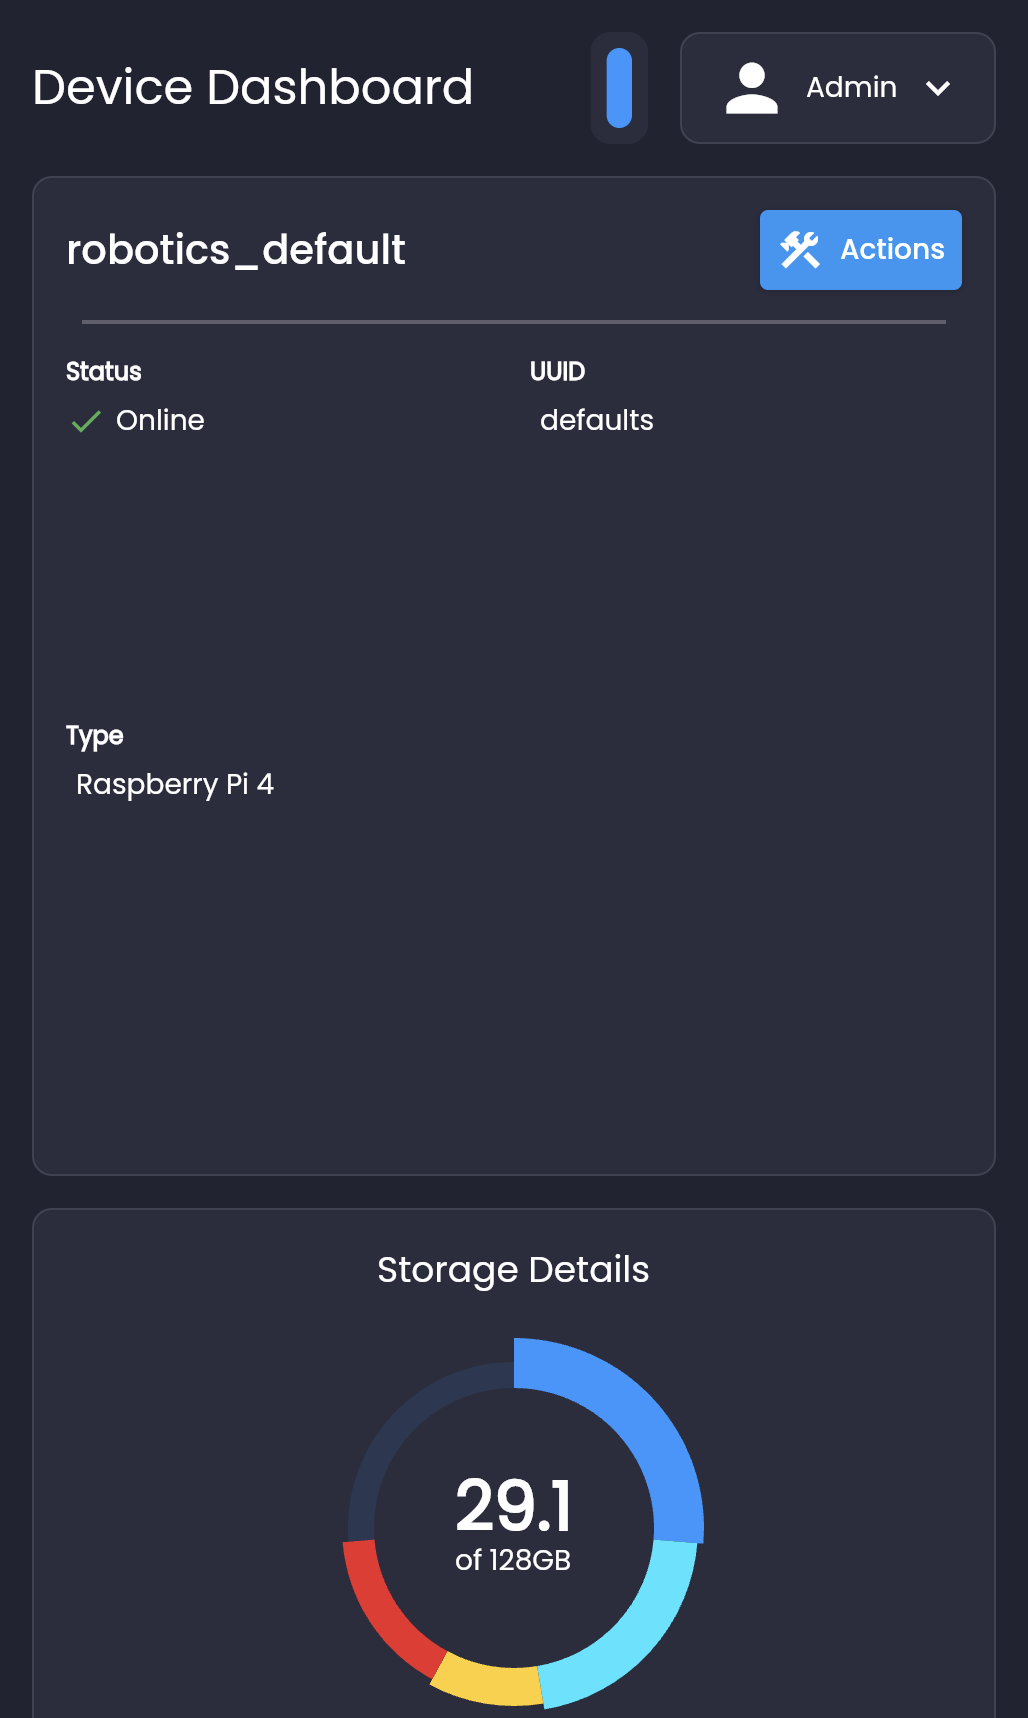 Device Dashboard
Admin
robotics_default
Actions
Status
UUID
Online
defaults
Type
Raspberry Pi 4
Storage Details
29.1
of 128GB